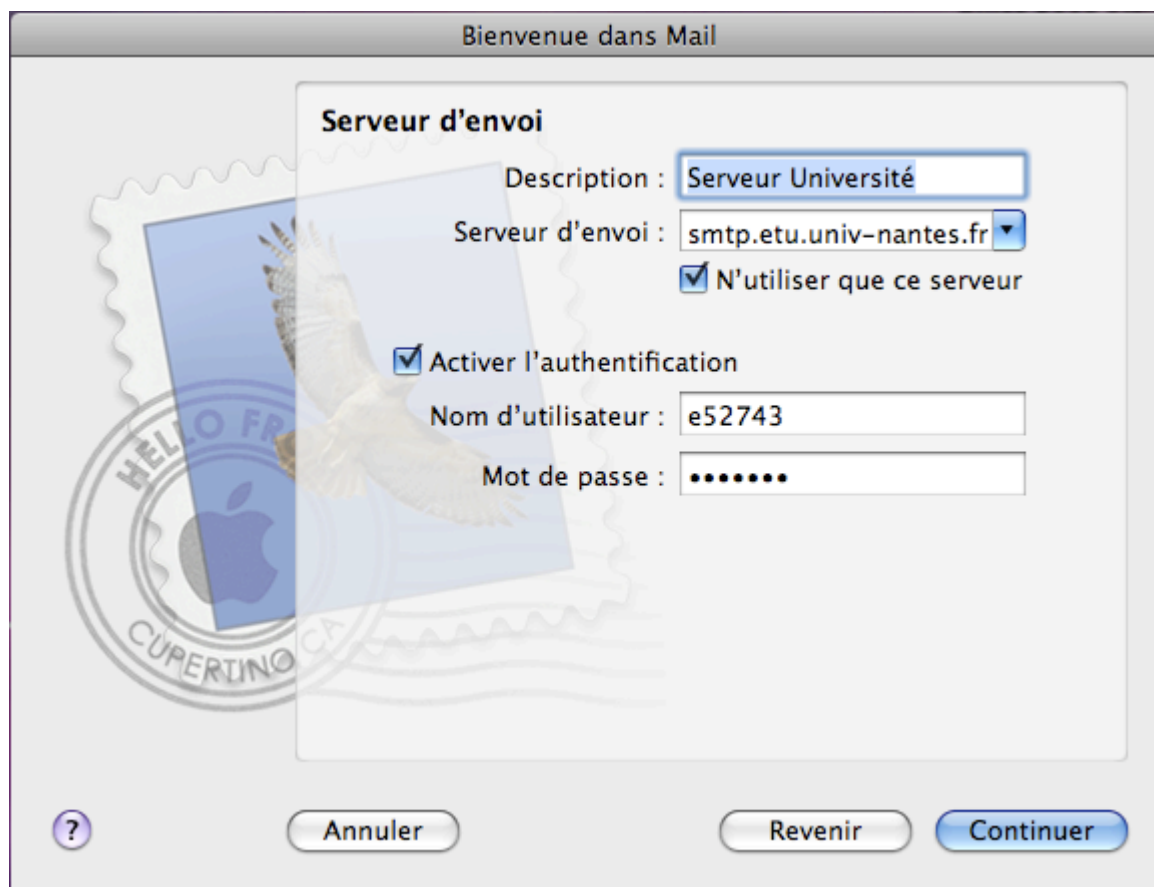 Bienvenue dans Mail
Serveur d'envoi
Description : Serveur Université
Serveur d'envoi : smtp.etu.univ-nantes.fr
N'utiliser que ce serveur
Activer l'authentification
Nom d'utilisateur : e52743
Mot de passe : •••••••
HELLO FR
CUPERTINO CA
? Annuler Revenir Continuer